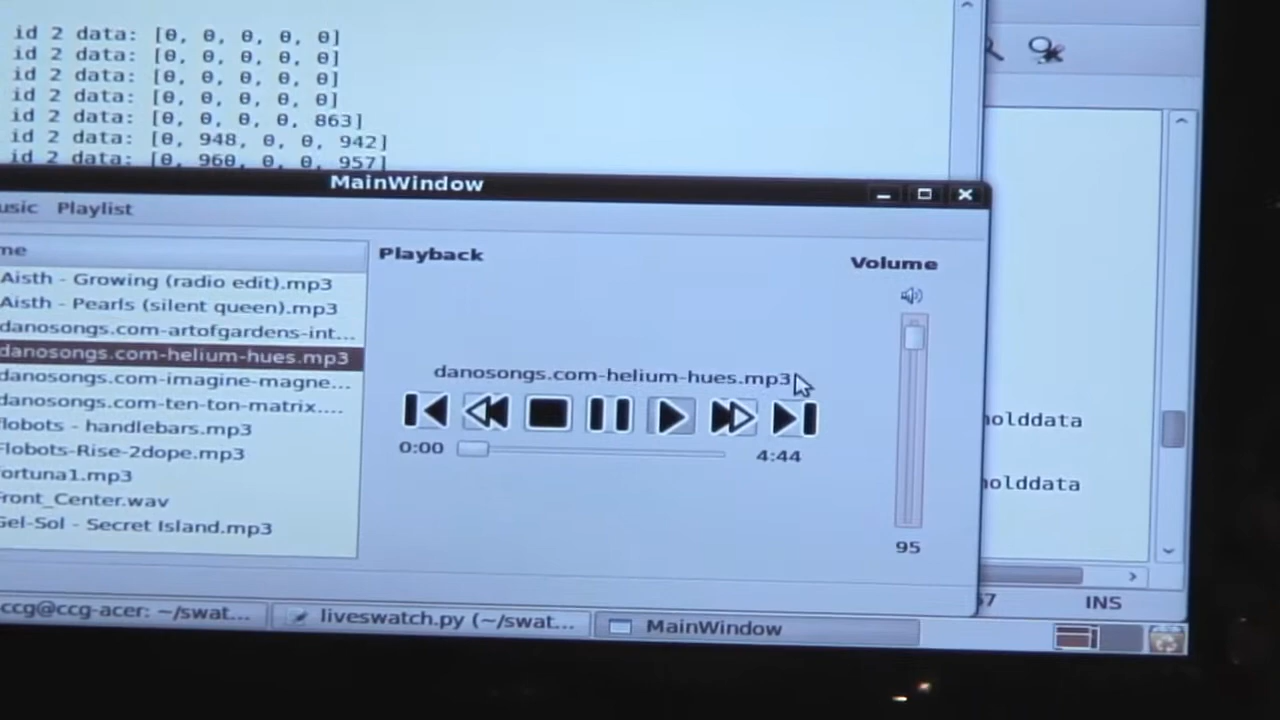 id 2 data: [0, 0, 0, 0, 0]
id 2 data: [0, 0, 0, 0, 0]
id 2 data: [0, 0, 0, 0, 0]
id 2 data: [0, 0, 0, 0, 0]
id 2 data: [0, 0, 0, 0, 863]
id 2 data: [0, 948, 0, 0, 942]
id 2 data: [0, 960, 0, 0, 957]
MainWindow
usic Playlist
me
Playback
Volume
Aisth - Growing (radio edit).mp3
Aisth - Pearls (silent queen).mp3
danosongs.com-artofgardens-int...
danosongs.com-helium-hues.mp3
danosongs.com-imagine-magne...
danosongs.com-ten-ton-matrix....
flobots - handlebars.mp3
Flobots-Rise-2dope.mp3
fortuna1.mp3
Front_Center.wav
Gel-Sol - Secret Island.mp3
danosongs.com-helium-hues.mp3
0:00
4:44
95
holddata
holddata
67
INS
ccg@ccg-acer: ~/swat...
liveswatch.py (~/swat...
MainWindow